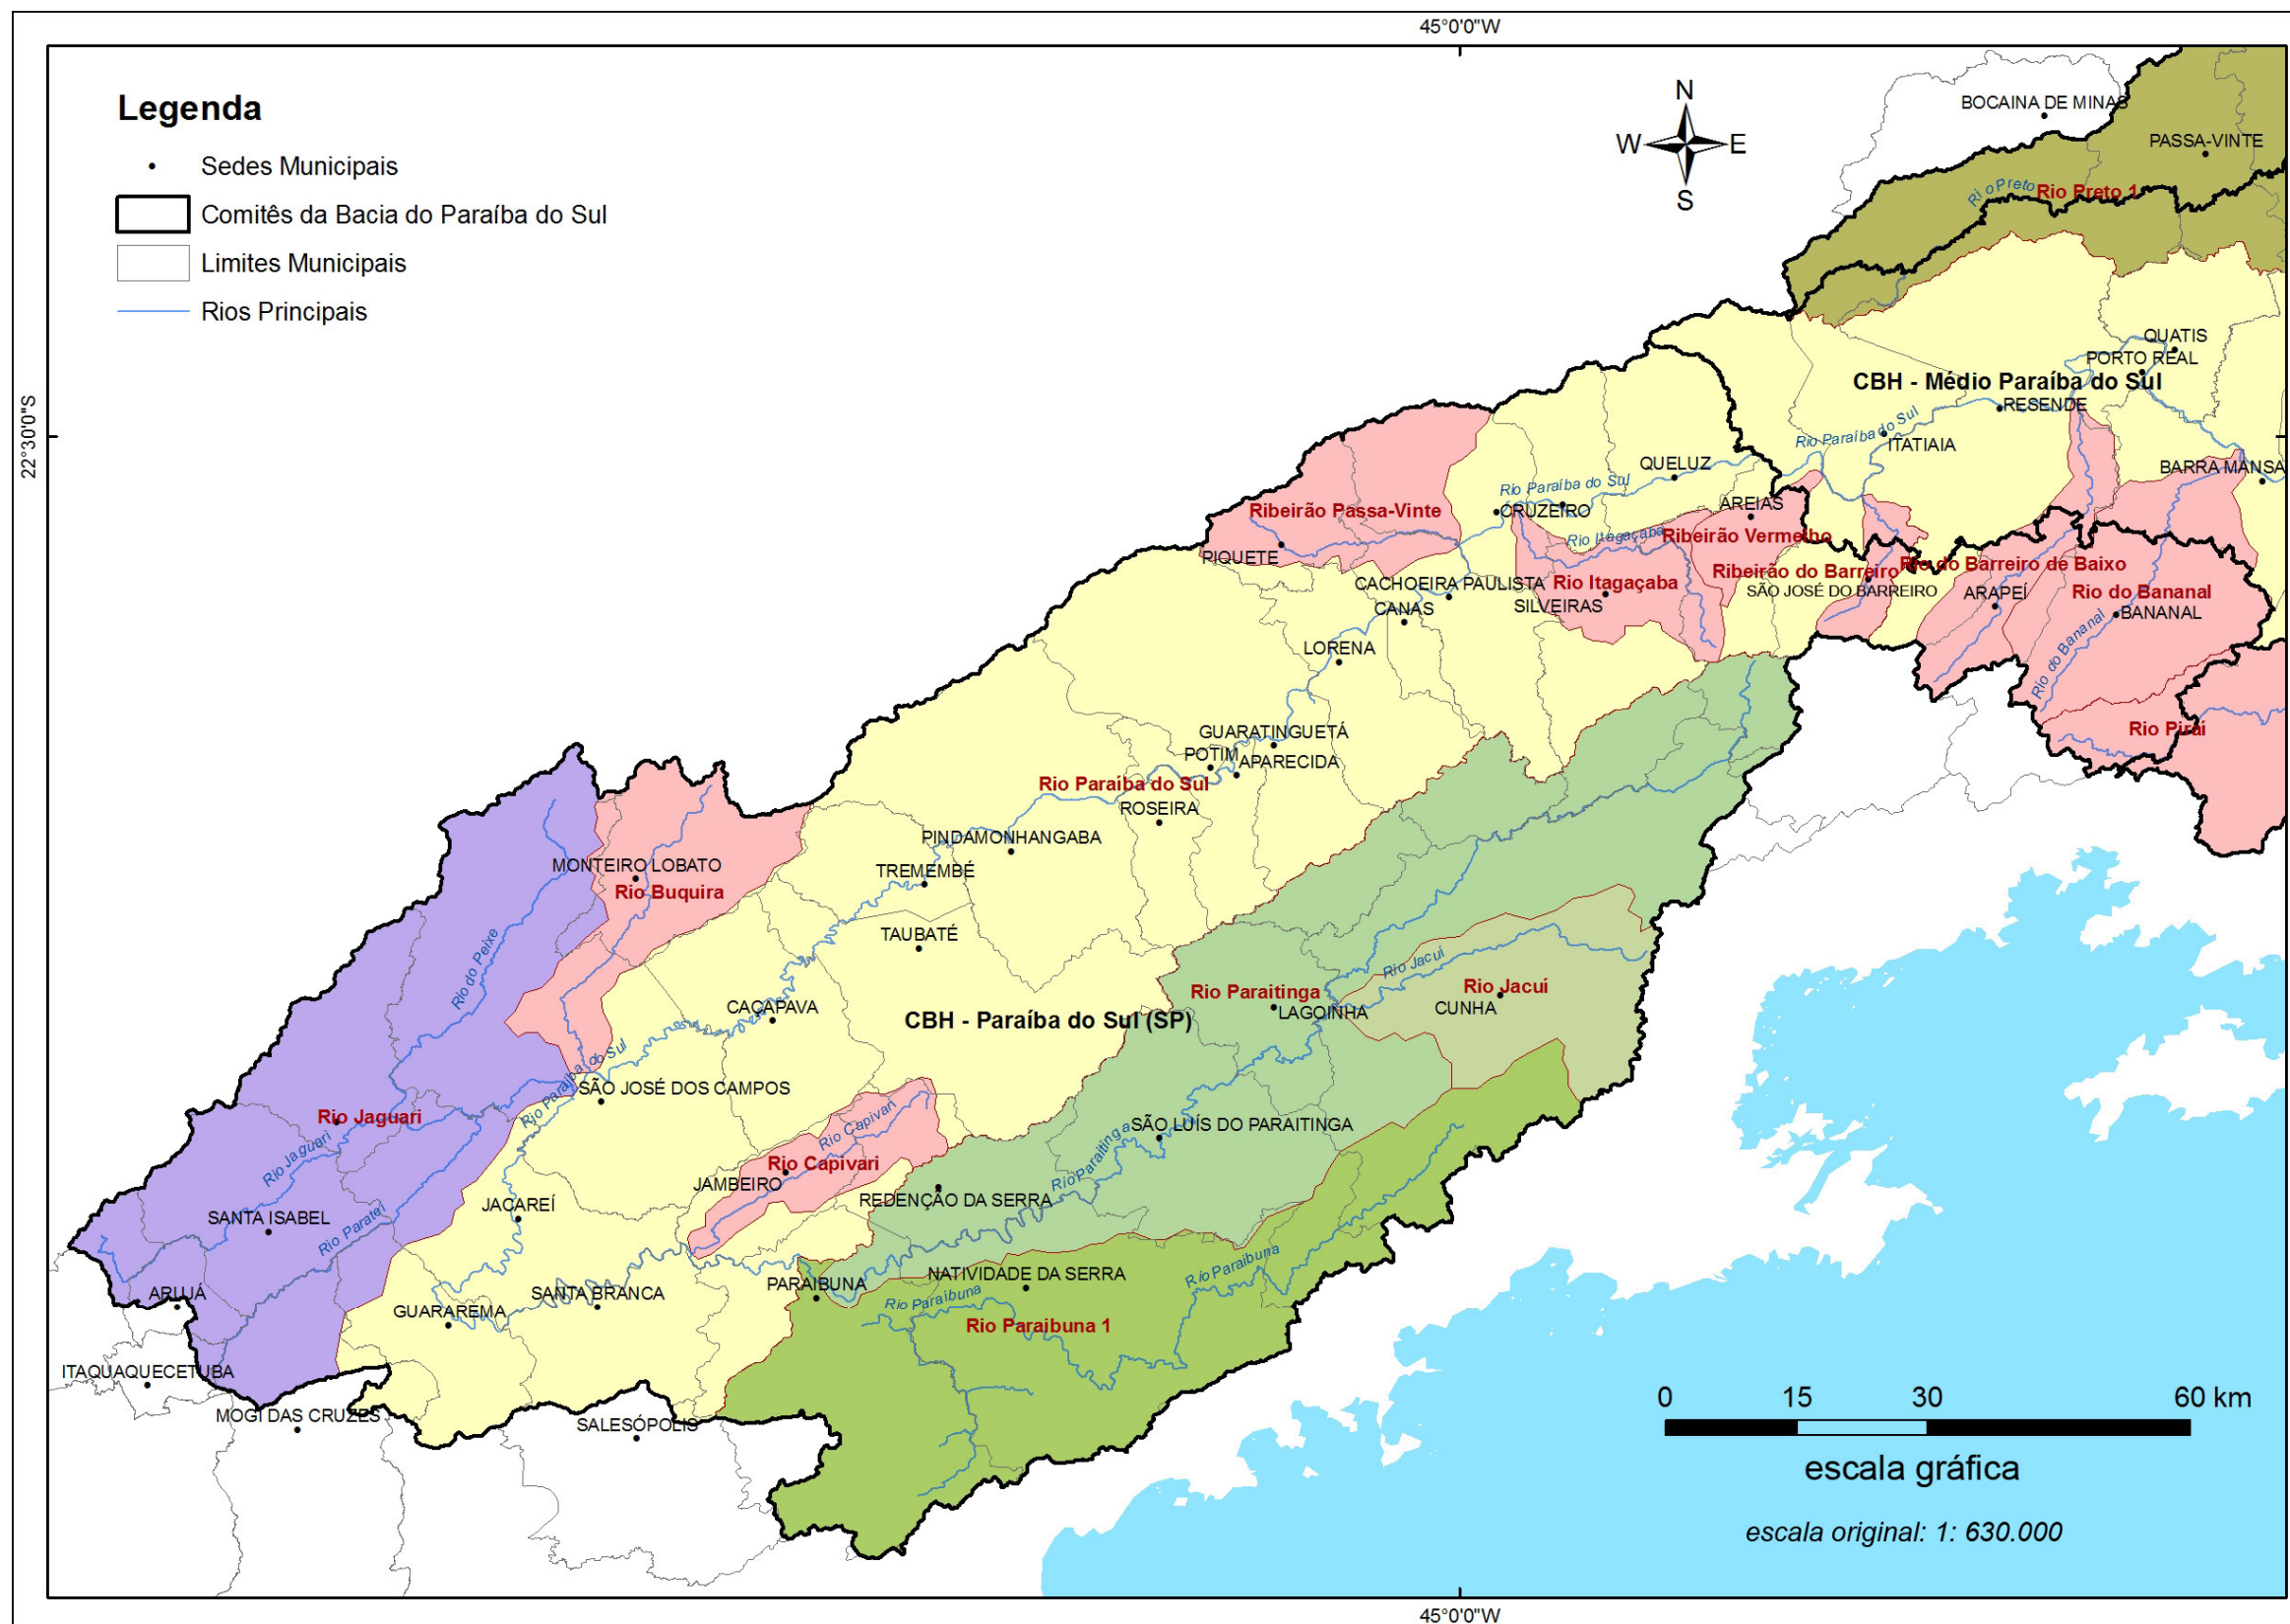 45°0'0"W
Legenda
Sedes Municipais
Comitês da Bacia do Paraíba do Sul
Limites Municipais
Rios Principais
N
W
E
S
BOCAINA DE MINAS
PASSA-VINTE
Rio Preto
Rio Preto 1
22°30'0"S
QUATIS
PORTO REAL
CBH - Médio Paraíba do Sul
RESENDE
Rio Paraíba do Sul
ITATIAIA
BARRA MANSA
QUELUZ
Rio Paraíba do Sul
AREIAS
Ribeirão Passa-Vinte
CRUZEIRO
Rio Itagaçaba
Ribeirão Vermelho
PIQUETE
Rio do Barreiro de Baixo
Ribeirão do Barreiro
CACHOEIRA PAULISTA
Rio Itagaçaba
SÃO JOSÉ DO BARREIRO
ARAPEÍ
Rio do Bananal
CANAS
SILVEIRAS
BANANAL
Rio do Bananal
LORENA
Rio Piraí
GUARATINGUETÁ
POTIM
APARECIDA
Rio Paraíba do Sul
ROSEIRA
PINDAMONHANGABA
MONTEIRO LOBATO
TREMEMBÉ
Rio Buquira
TAUBATÉ
Rio do Peixe
Rio Jacuí
Rio Paraitinga
Rio Jacuí
CAÇAPAVA
LAGOINHA
CUNHA
CBH - Paraíba do Sul (SP)
Rio Paraíba do Sul
SÃO JOSÉ DOS CAMPOS
Rio Jaguari
Rio Capivari
SÃO LUÍS DO PARAITINGA
Rio Jaguari
Rio Capivari
Rio Paraitinga
JAMBEIRO
REDENÇÃO DA SERRA
JACAREÍ
SANTA ISABEL
Rio Parateí
Rio Paraibuna
NATIVIDADE DA SERRA
PARAIBUNA
ARUJÁ
SANTA BRANCA
Rio Paraibuna
GUARAREMA
Rio Paraibuna 1
ITAQUAQUECETUBA
MOGI DAS CRUZES
SALESÓPOLIS
0 15 30 60 km
escala gráfica
escala original: 1: 630.000
45°0'0"W